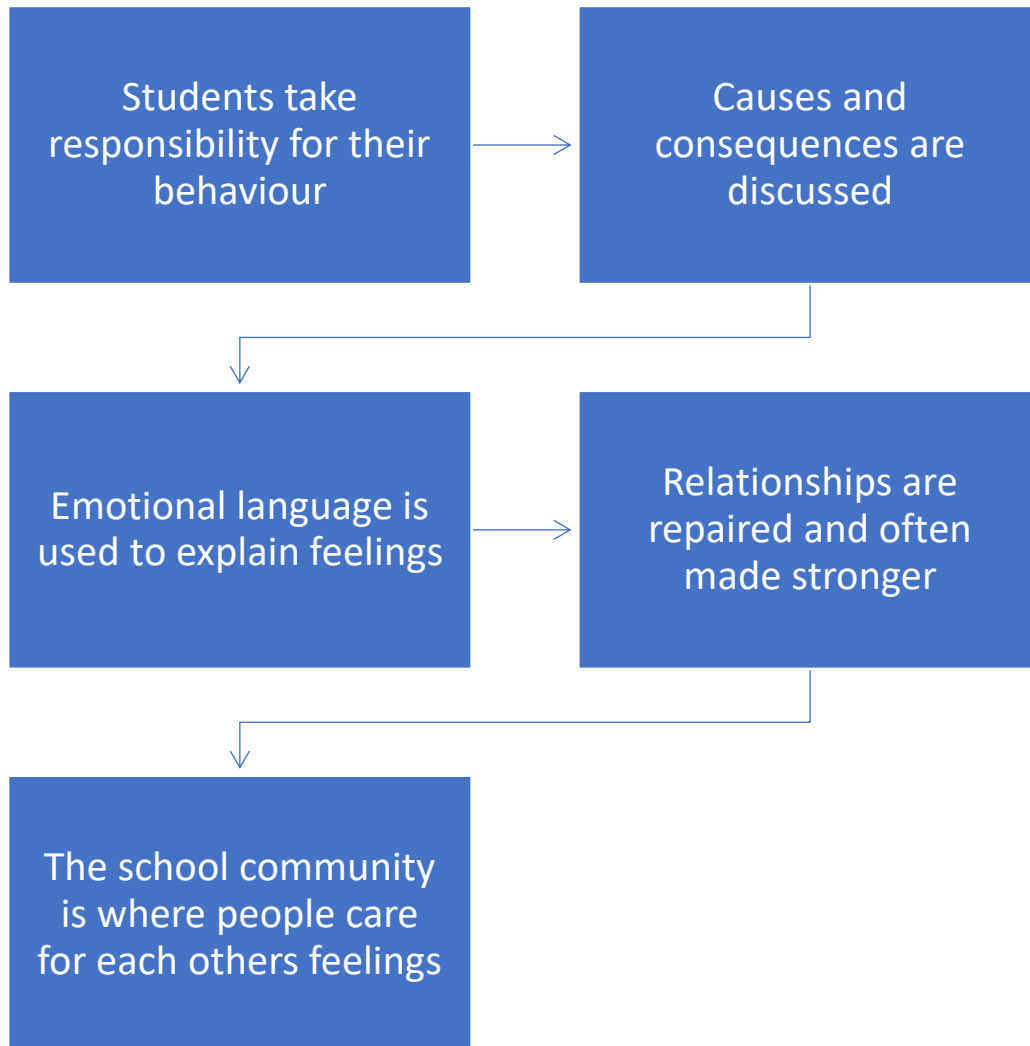 Students take
responsibility for their
behaviour
Causes and
consequences are
discussed
Emotional language is
used to explain feelings
Relationships are
repaired and often
made stronger
The school community
is where people care
for each others feelings